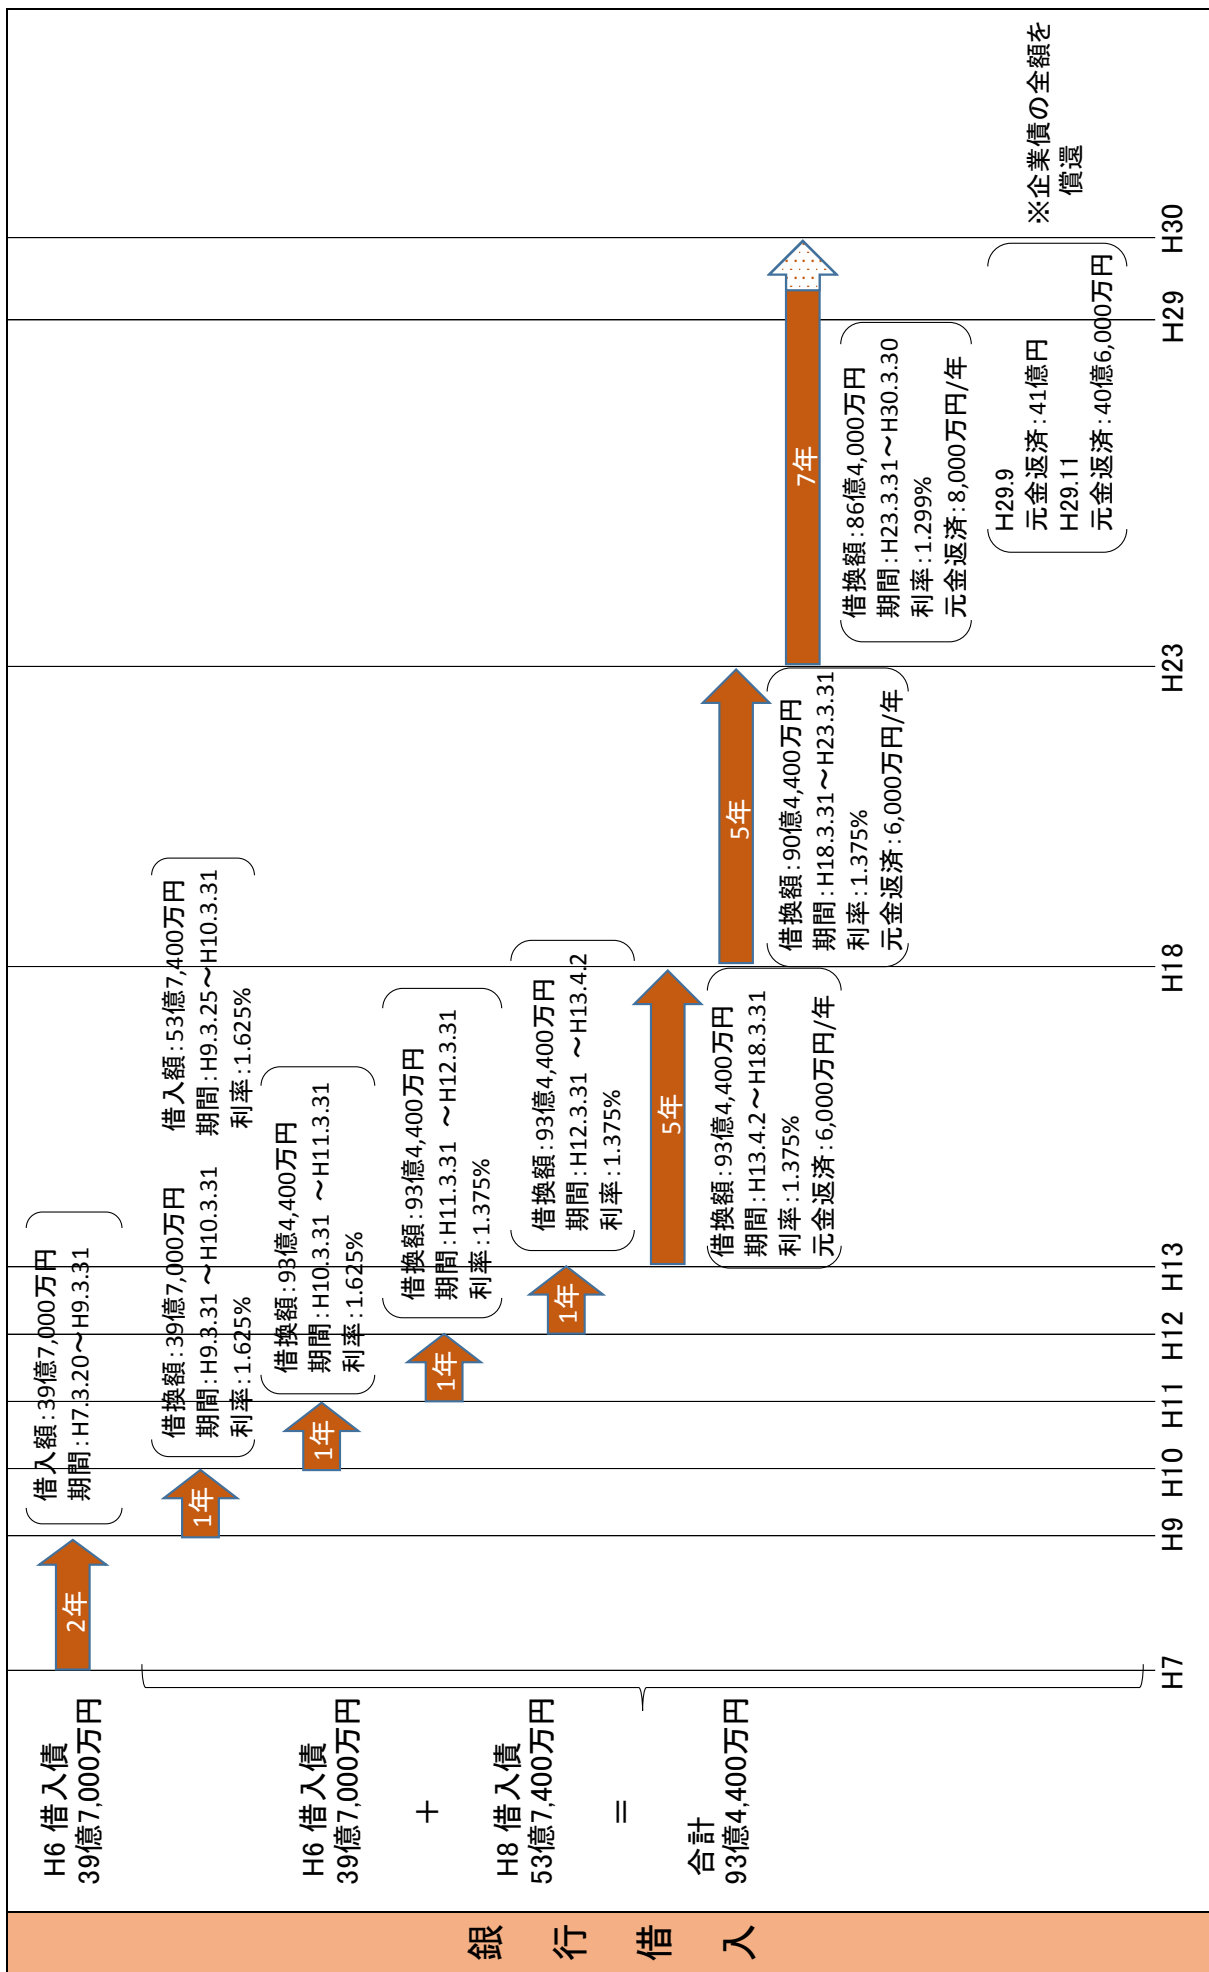 銀行借入
H6 借入債
39億7,000万円
H6 借入債
39億7,000万円
＋
H8 借入債
53億7,400万円
＝
合計
93億4,400万円
2年
借入額：39億7,000万円
期間：H7.3.20～H9.3.31
1年
借換額：39億7,000万円
期間：H9.3.31 ～H10.3.31
利率：1.625%
借入額：53億7,400万円
期間：H9.3.25～H10.3.31
利率：1.625%
1年
借換額：93億4,400万円
期間：H10.3.31 ～H11.3.31
利率：1.625%
1年
借換額：93億4,400万円
期間：H11.3.31 ～H12.3.31
利率：1.375%
1年
借換額：93億4,400万円
期間：H12.3.31 ～H13.4.2
利率：1.375%
5年
借換額：93億4,400万円
期間：H13.4.2～H18.3.31
利率：1.375%
元金返済：6,000万円/年
5年
借換額：90億4,400万円
期間：H18.3.31～H23.3.31
利率：1.375%
元金返済：6,000万円/年
7年
借換額：86億4,000万円
期間：H23.3.31～H30.3.30
利率：1.299%
元金返済：8,000万円/年
H29.9
元金返済：41億円
H29.11
元金返済：40億6,000万円
※企業債の全額を
償還
H7
H9
H10
H11
H12
H13
H18
H23
H29
H30